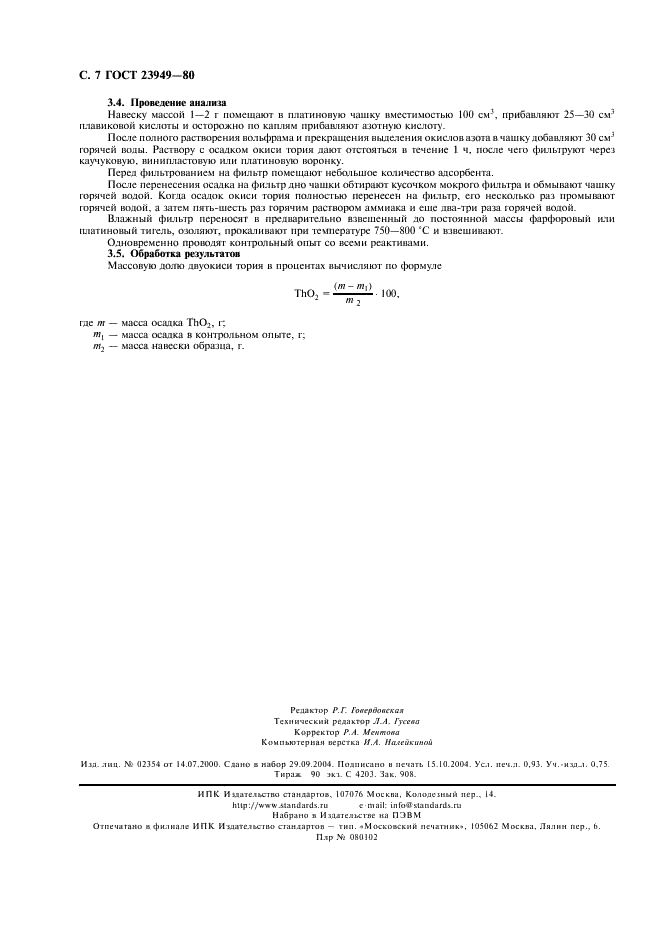 С. 7 ГОСТ 23949—80
3.4. Проведение анализа
Навеску массой 1—2 г помещают в платиновую чашку вместимостью 100 см³, прибавляют 25—30 см³
плавиковой кислоты и осторожно по каплям прибавляют азотную кислоту.
После полного растворения вольфрама и прекращения выделения окислов азота в чашку добавляют 30 см³
горячей воды. Раствору с осадком окиси тория дают отстояться в течение 1 ч, после чего фильтруют через
каучуковую, винипластовую или платиновую воронку.
Перед фильтрованием на фильтр помещают небольшое количество адсорбента.
После перенесения осадка на фильтр дно чашки обтирают кусочком мокрого фильтра и обмывают чашку
горячей водой. Когда осадок окиси тория полностью перенесен на фильтр, его несколько раз промывают
горячей водой, а затем пять-шесть раз горячим раствором аммиака и еще два-три раза горячей водой.
Влажный фильтр переносят в предварительно взвешенный до постоянной массы фарфоровый или
платиновый тигель, озоляют, прокаливают при температуре 750—800 °С и взвешивают.
Одновременно проводят контрольный опыт со всеми реактивами.
3.5. Обработка результатов
Массовую долю двуокиси тория в процентах вычисляют по формуле
ThO₂ = (m − m₁) / m ₂ · 100,
где m — масса осадка ThO₂, г;
m₁ — масса осадка в контрольном опыте, г;
m₂ — масса навески образца, г.
Редактор Р.Г. Говердовская
Технический редактор Л.А. Гусева
Корректор Р.А. Ментова
Компьютерная верстка И.А. Налейкиной
Изд. лиц. № 02354 от 14.07.2000. Сдано в набор 29.09.2004. Подписано в печать 15.10.2004. Усл. печ.л. 0,93. Уч.-изд.л. 0,75.
Тираж 90 экз. С 4203. Зак. 908.
ИПК Издательство стандартов, 107076 Москва, Колодезный пер., 14.
http://www.standards.ru e-mail: info@standards.ru
Набрано в Издательстве на ПЭВМ
Отпечатано в филиале ИПК Издательство стандартов — тип. «Московский печатник», 105062 Москва, Лялин пер., 6.
Плр № 080102